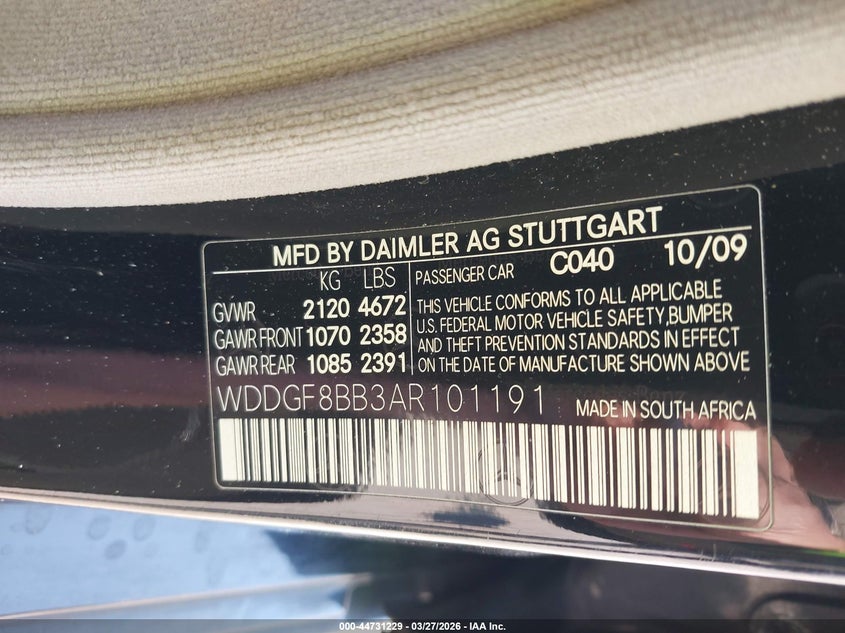 MFD BY DAIMLER AG STUTTGART
KG LBS
GVWR 2120 4672
GAWR FRONT 1070 2358
GAWR REAR 1085 2391
PASSENGER CAR C040 10/09
THIS VEHICLE CONFORMS TO ALL APPLICABLE
U.S. FEDERAL MOTOR VEHICLE SAFETY, BUMPER
AND THEFT PREVENTION STANDARDS IN EFFECT
ON THE DATE OF MANUFACTURE SHOWN ABOVE
WDDGF8BB3AR101191 MADE IN SOUTH AFRICA
000-44731229 - 03/27/2026 - IAA Inc.